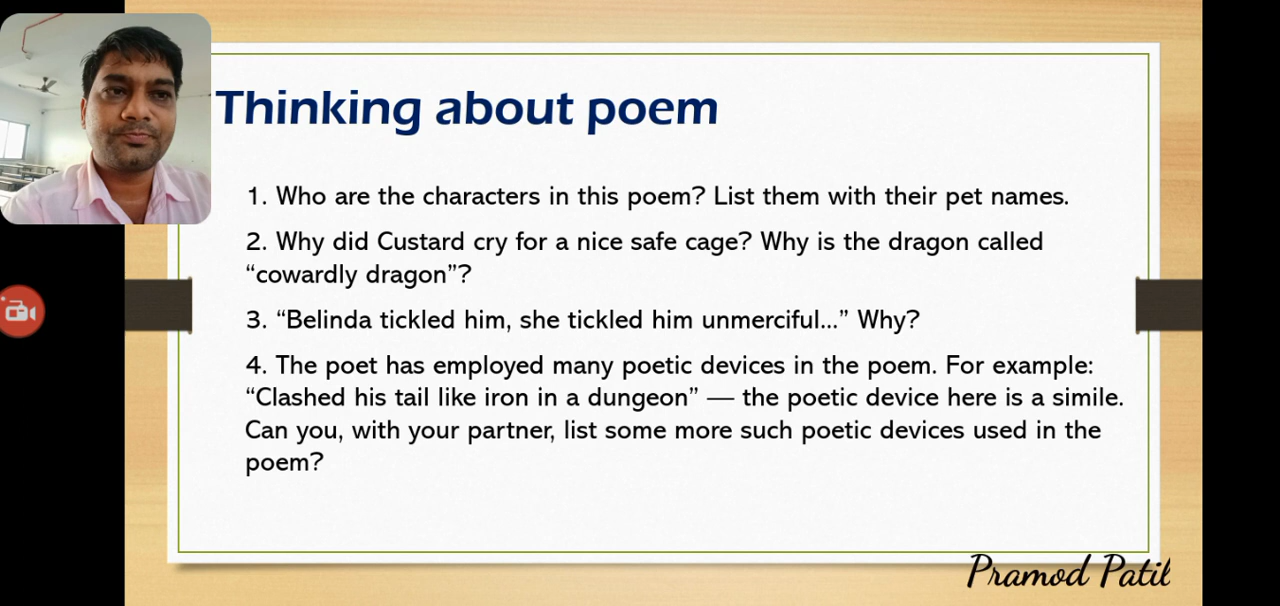 Thinking about poem
1. Who are the characters in this poem? List them with their pet names.
2. Why did Custard cry for a nice safe cage? Why is the dragon called
“cowardly dragon”?
3. “Belinda tickled him, she tickled him unmerciful...” Why?
4. The poet has employed many poetic devices in the poem. For example:
“Clashed his tail like iron in a dungeon” — the poetic device here is a simile.
Can you, with your partner, list some more such poetic devices used in the
poem?
Pramod Patil